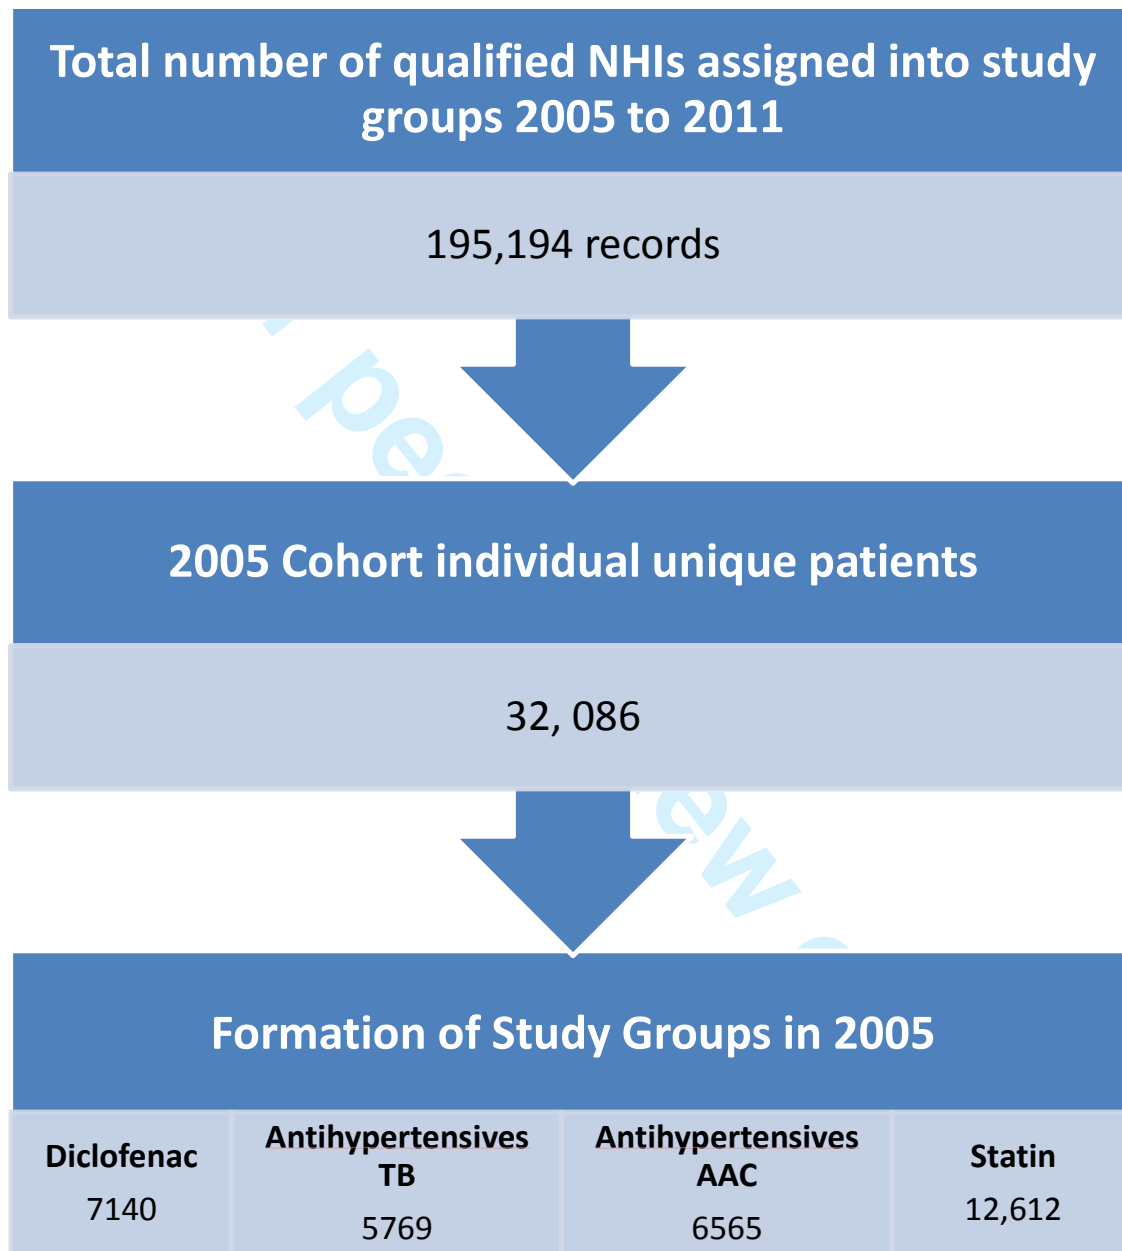 Total number of qualified NHIs assigned into study
groups 2005 to 2011
195,194 records
2005 Cohort individual unique patients
32, 086
Formation of Study Groups in 2005
Diclofenac
7140
Antihypertensives
TB
5769
Antihypertensives
AAC
6565
Statin
12,612